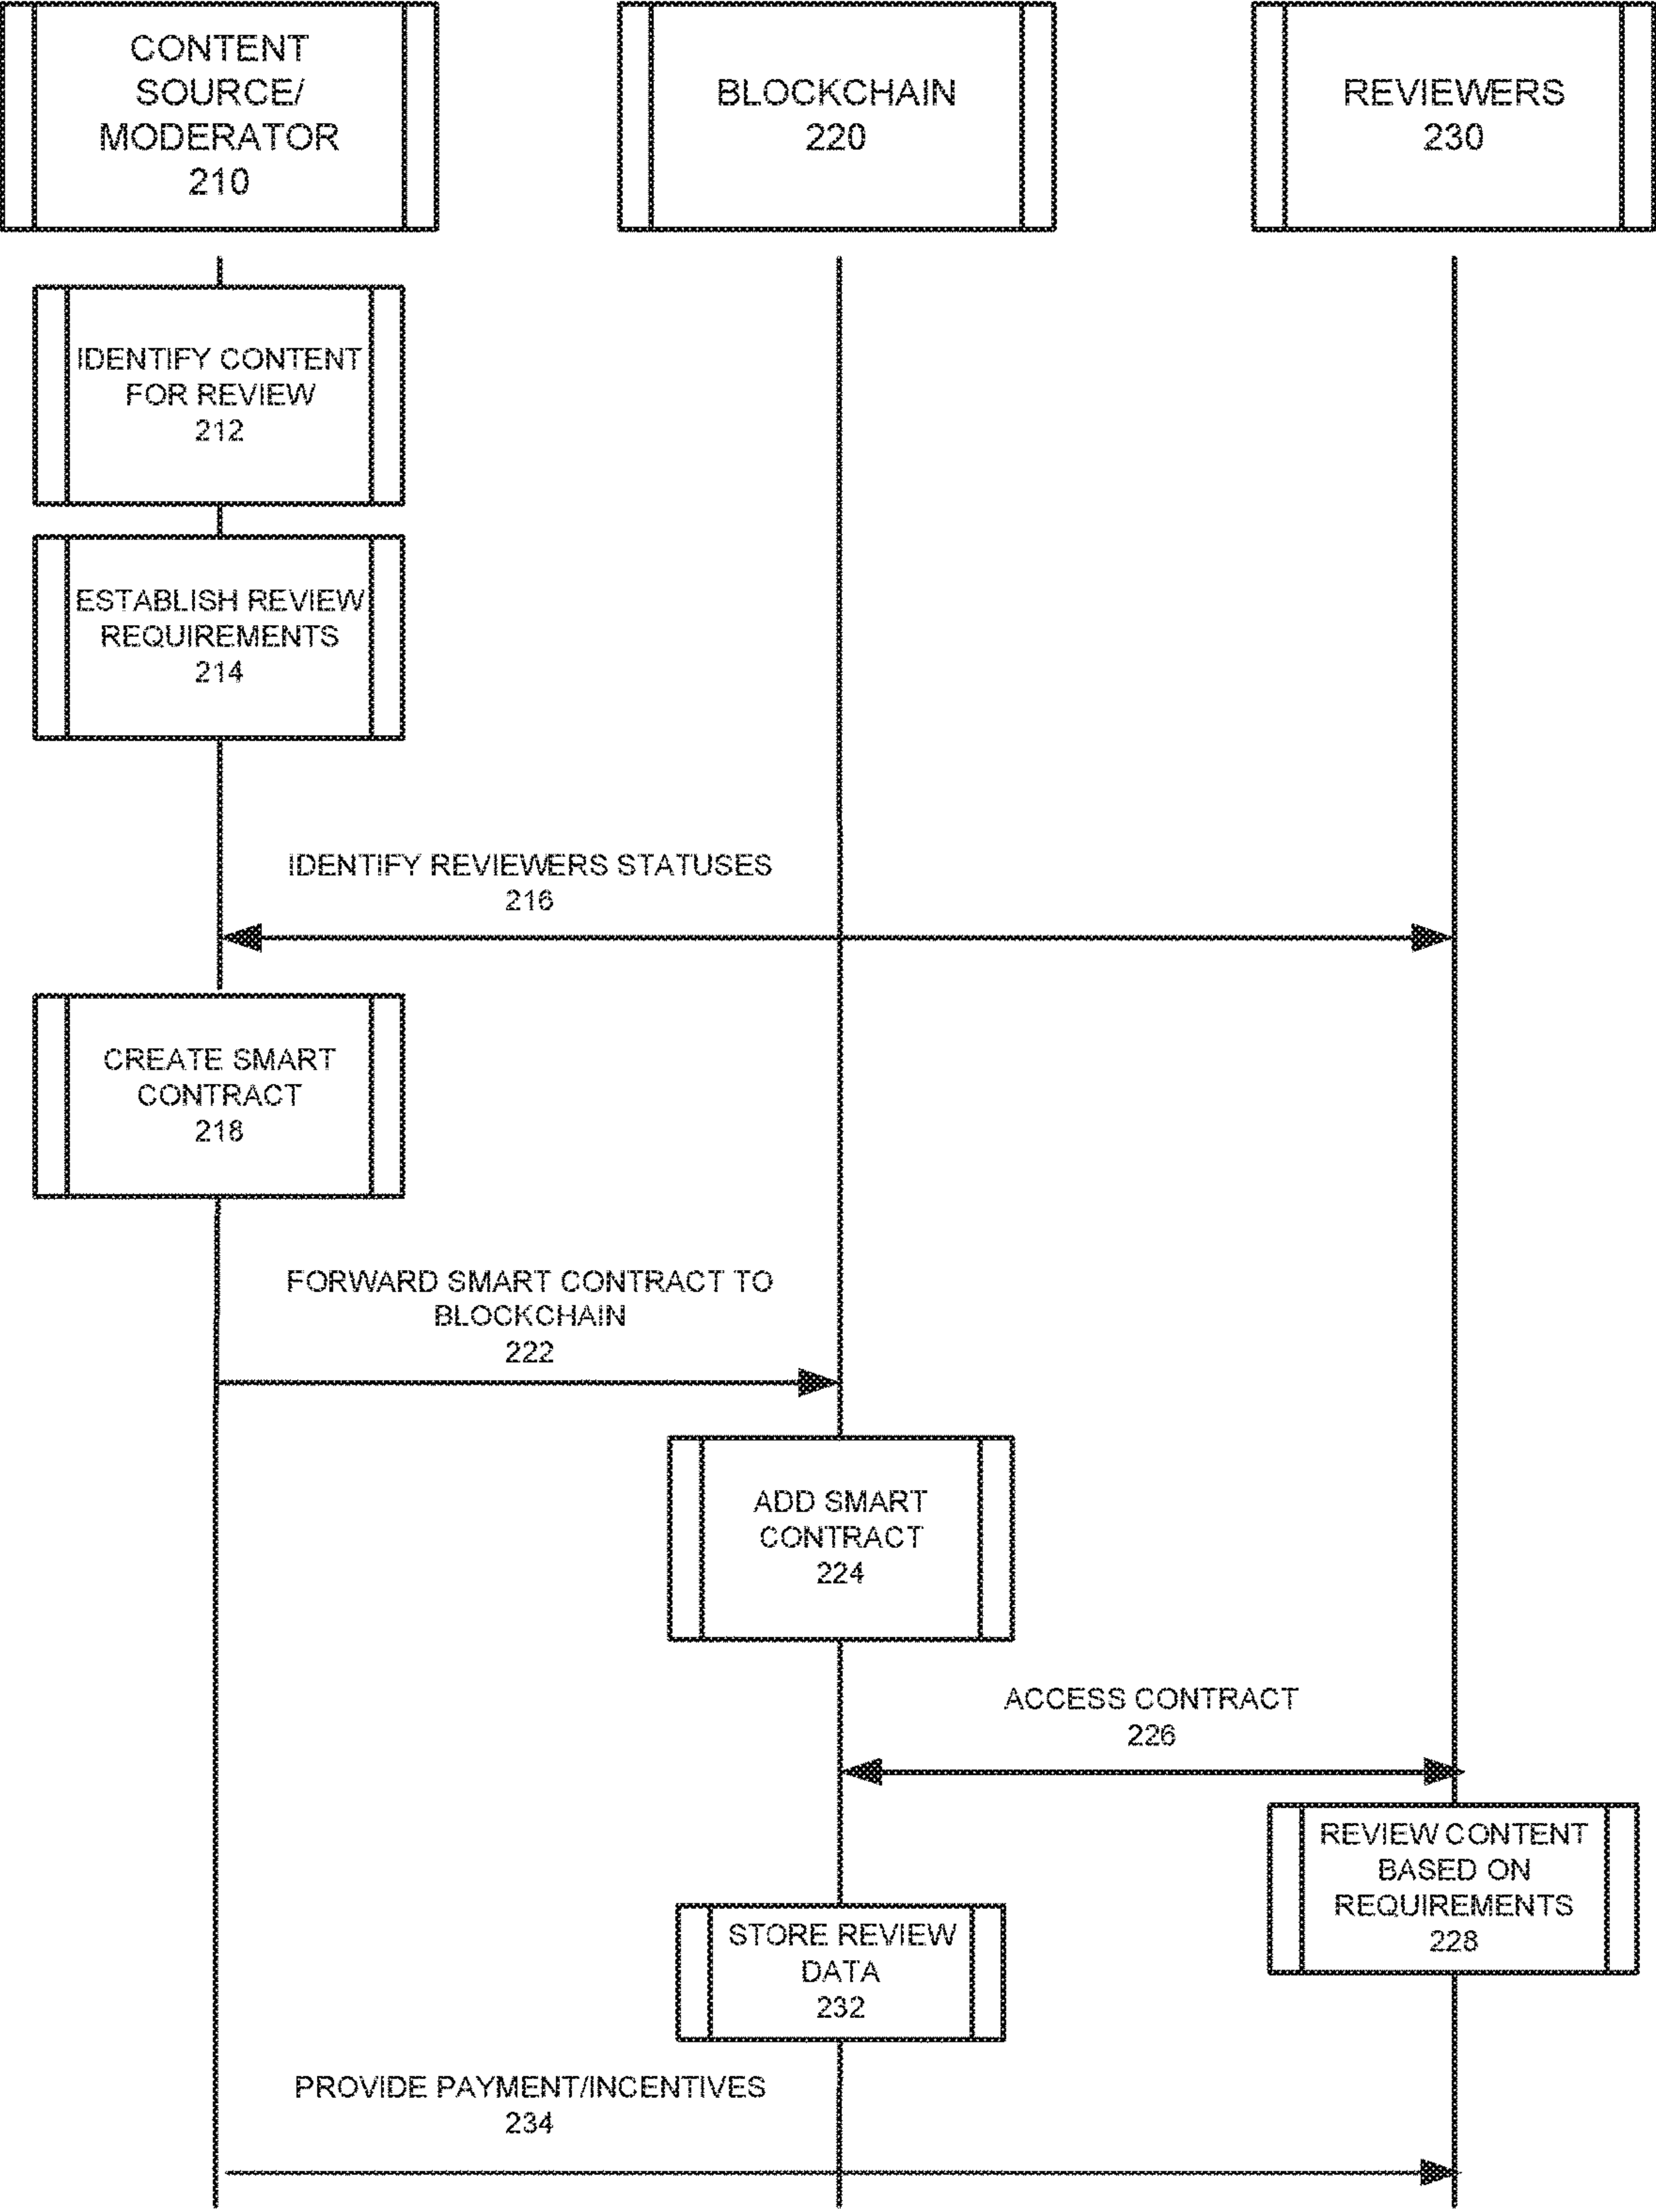 CONTENT
SOURCE/
MODERATOR
210
BLOCKCHAIN
220
REVIEWERS
230
IDENTIFY CONTENT
FOR REVIEW
212
ESTABLISH REVIEW
REQUIREMENTS
214
IDENTIFY REVIEWERS STATUSES
216
CREATE SMART
CONTRACT
218
FORWARD SMART CONTRACT TO
BLOCKCHAIN
222
ADD SMART
CONTRACT
224
ACCESS CONTRACT
226
REVIEW CONTENT
BASED ON
REQUIREMENTS
228
STORE REVIEW
DATA
232
PROVIDE PAYMENT/INCENTIVES
234